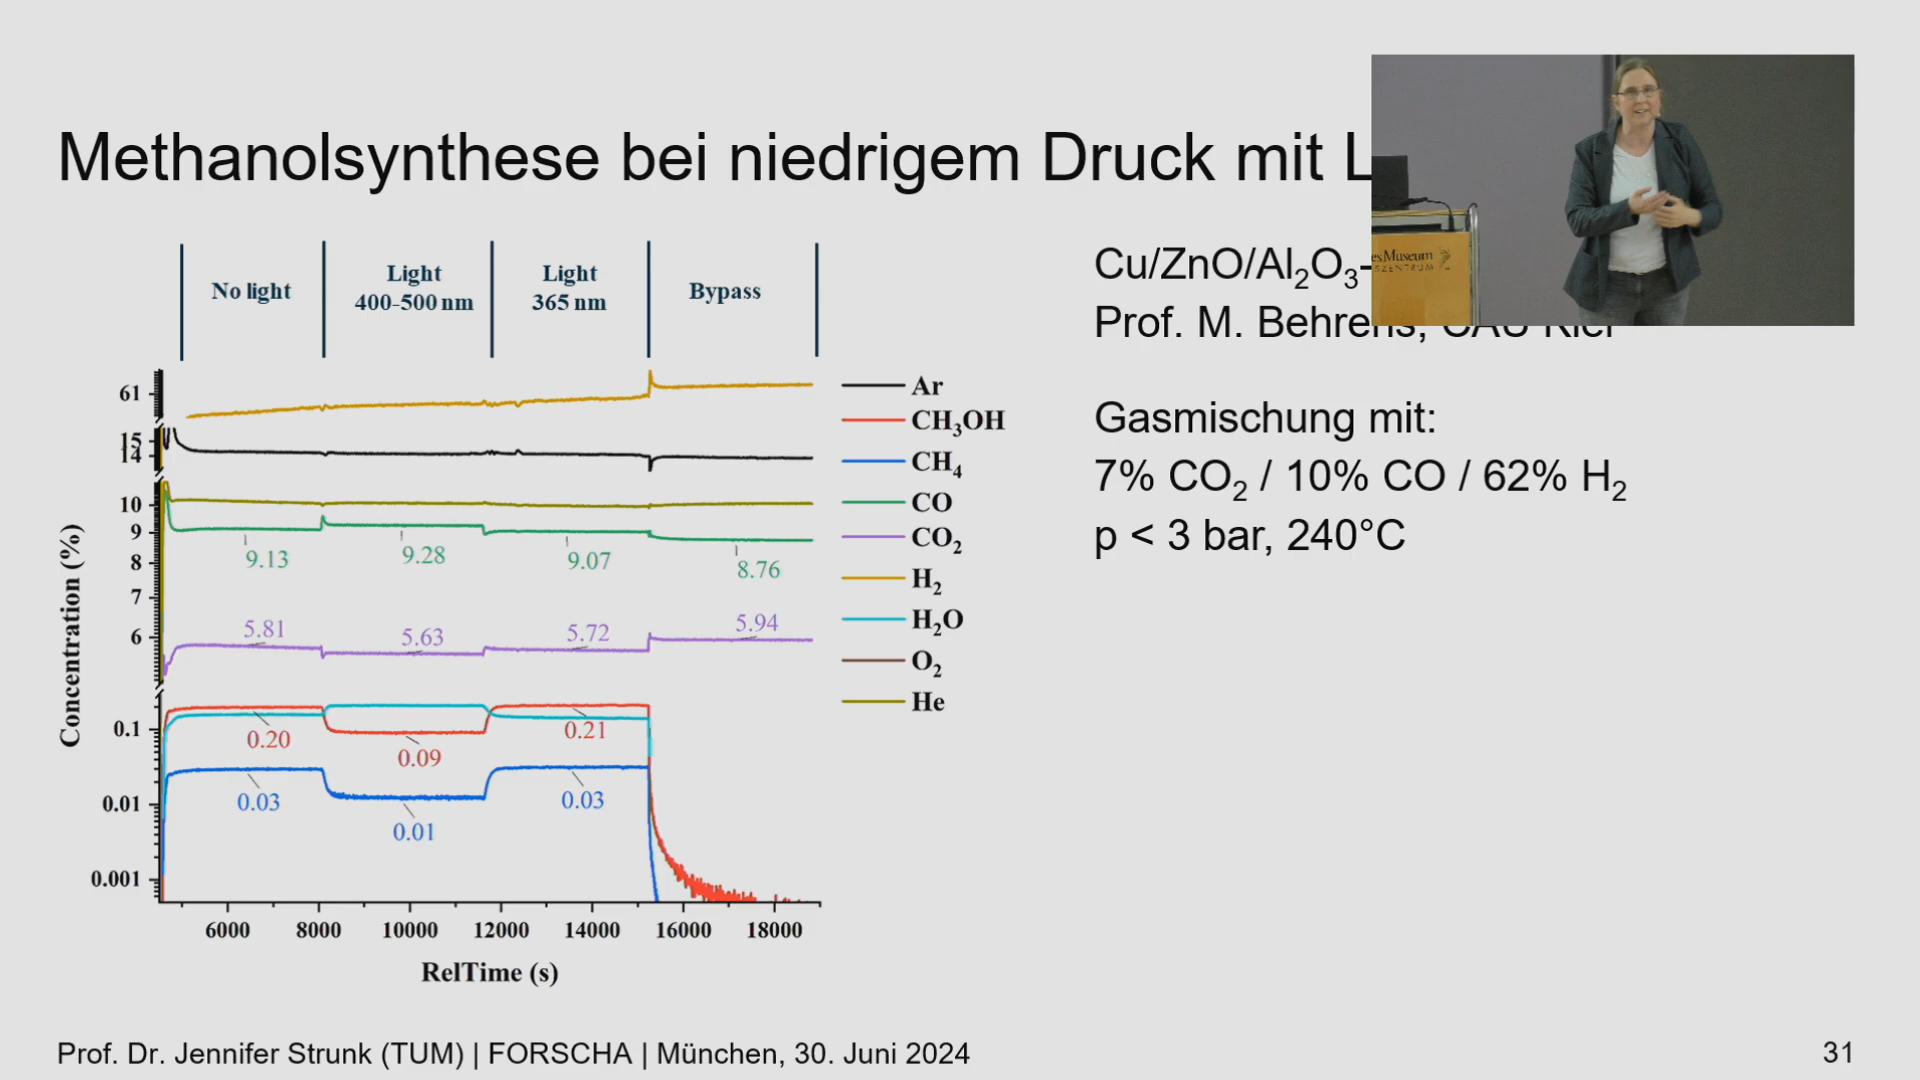 Methanolsynthese bei niedrigem Druck mit L
No light
Light
400-500 nm
Light
365 nm
Bypass
Cu/ZnO/Al2O3-
Prof. M. Behrens, CAU Kiel
Gasmischung mit:
7% CO2 / 10% CO / 62% H2
p < 3 bar, 240°C
es Museum
SZENTRUM
Concentration (%)
61
15
14
10
9
8
7
6
0.1
0.01
0.001
9.13
9.28
9.07
8.76
5.81
5.63
5.72
5.94
0.20
0.09
0.21
0.03
0.01
0.03
Ar
CH3OH
CH4
CO
CO2
H2
H2O
O2
He
6000 8000 10000 12000 14000 16000 18000
RelTime (s)
Prof. Dr. Jennifer Strunk (TUM) | FORSCHA | München, 30. Juni 2024
31